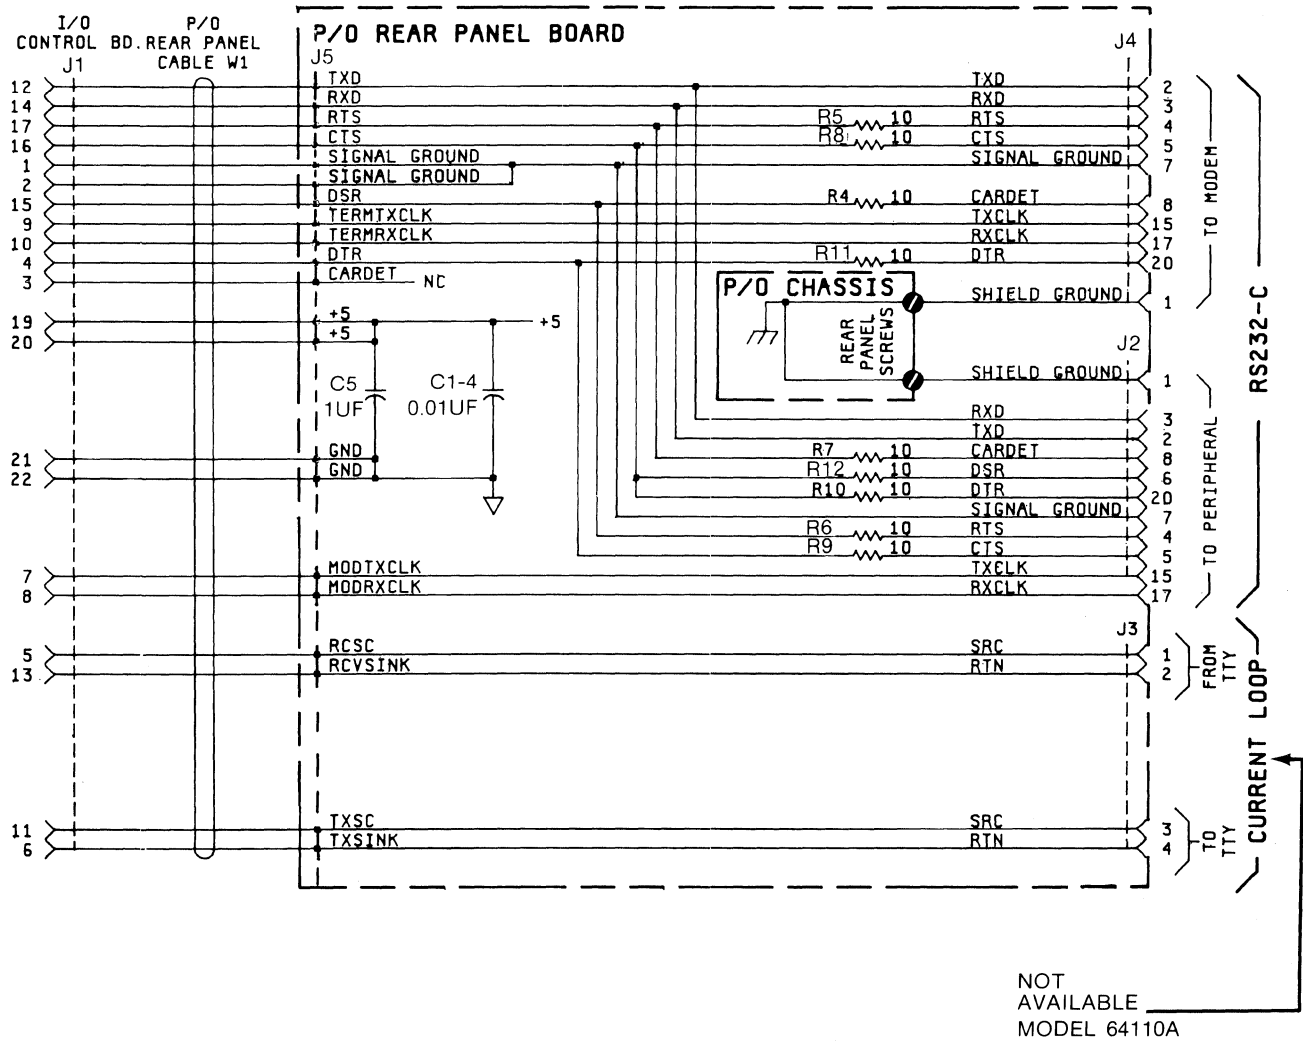 I/O
CONTROL BD.
J1
P/O
REAR PANEL
CABLE W1
P/O REAR PANEL BOARD
J5
J4
12 TXD TXD 2
14 RXD RXD 3
17 RTS R5 10 RTS 4
16 CTS R8 10 CTS 5
1 SIGNAL GROUND SIGNAL GROUND 7
2 SIGNAL GROUND
15 DSR R4 10 CARDET 8
9 TERMTXCLK TXCLK 15
10 TERMRXCLK RXCLK 17
4 DTR R11 10 DTR 20
3 CARDET NC
TO MODEM
P/O CHASSIS
REAR
PANEL
SCREWS
SHIELD GROUND 1
19 +5 +5
20 +5
J2
SHIELD GROUND 1
C5
1UF
C1-4
0.01UF
RXD 3
TXD 2
21 GND R7 10 CARDET 8
22 GND R12 10 DSR 6
R10 10 DTR 20
SIGNAL GROUND 7
R6 10 RTS 4
R9 10 CTS 5
7 MODTXCLK TXCLK 15
8 MODRXCLK RXCLK 17
TO PERIPHERAL
RS232-C
J3
5 RCSC SRC 1
13 RCVSINK RTN 2
FROM
TTY
11 TXSC SRC 3
6 TXSINK RTN 4
TO
TTY
CURRENT LOOP
NOT
AVAILABLE
MODEL 64110A